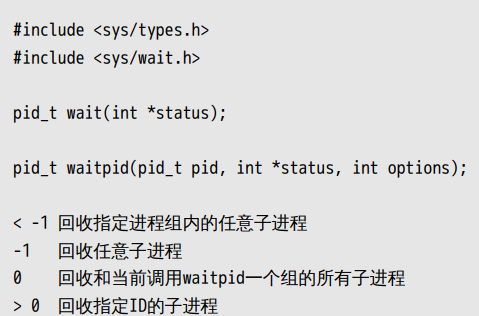 #include <sys/types.h>
#include <sys/wait.h>
pid_t wait(int *status);
pid_t waitpid(pid_t pid, int *status, int options);
< -1 回收指定进程组内的任意子进程
-1 回收任意子进程
0 回收和当前调用waitpid一个组的所有子进程
> 0 回收指定ID的子进程